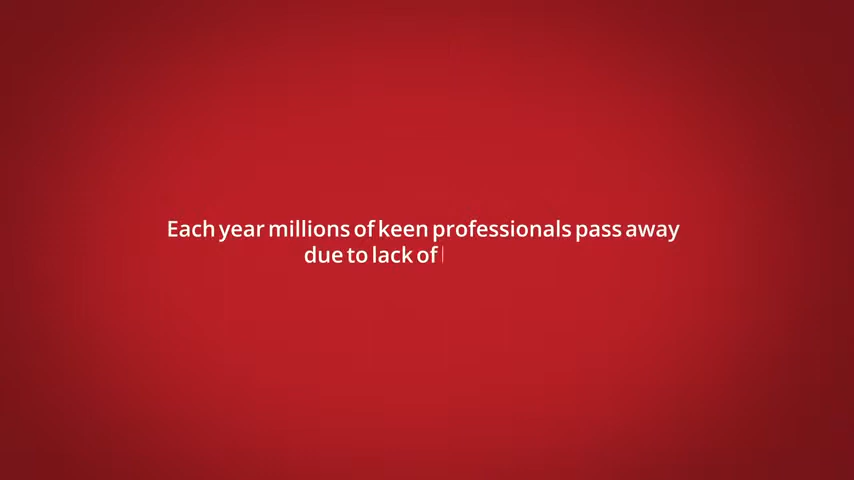 Each year millions of keen professionals pass away
due to lack of